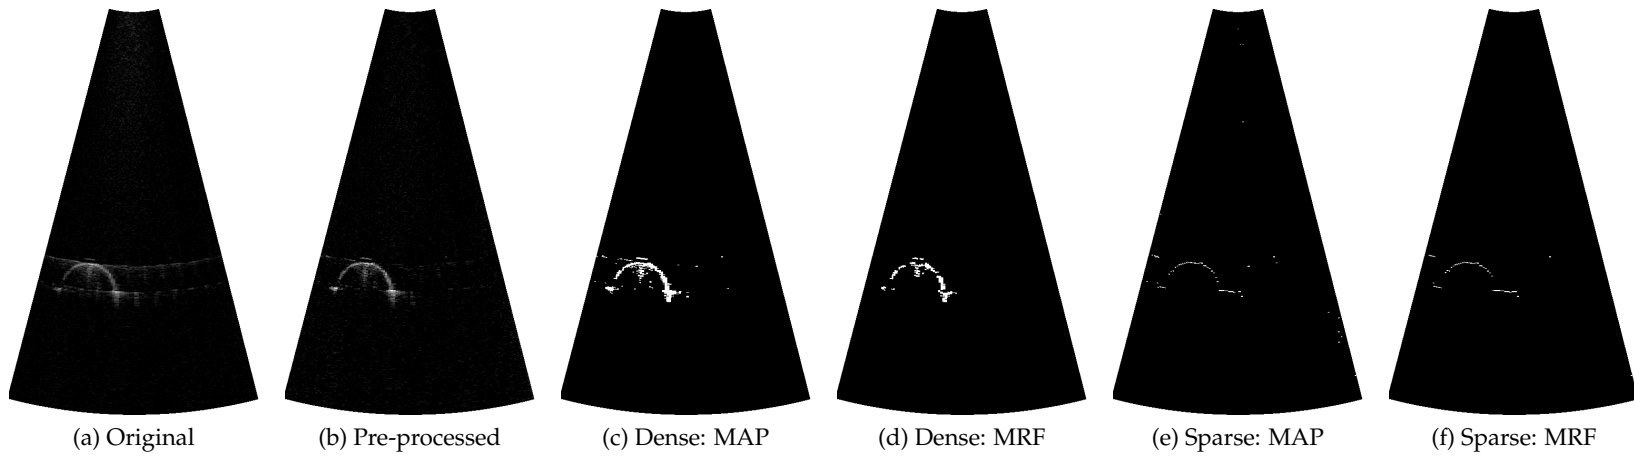 (a) Original
(b) Pre-processed
(c) Dense: MAP
(d) Dense: MRF
(e) Sparse: MAP
(f) Sparse: MRF